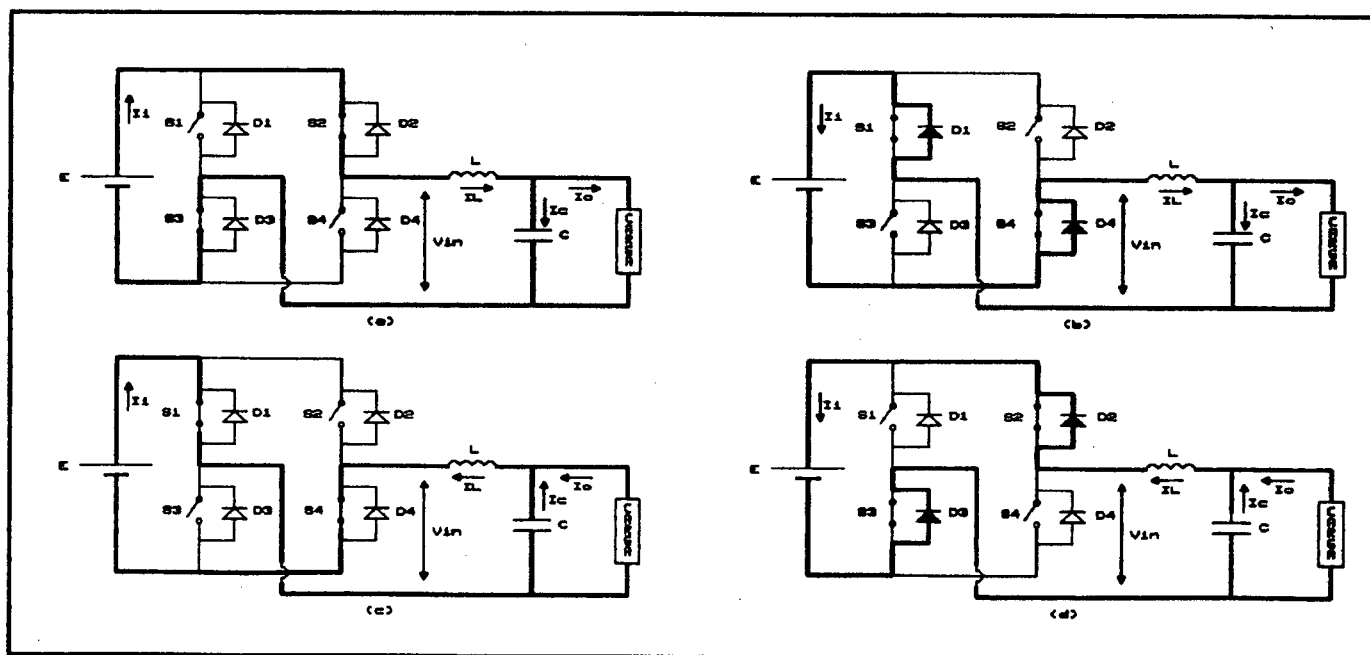 Ii
S1
D1
S2
D2
E
L
IL
Io
Ic
C
S3
D3
S4
D4
Vin
(a)
Ii
S1
D1
S2
D2
E
L
IL
Io
Ic
C
S3
D3
S4
D4
Vin
(b)
Ii
S1
D1
S2
D2
E
L
IL
Io
Ic
C
S3
D3
S4
D4
Vin
(c)
Ii
S1
D1
S2
D2
E
L
IL
Io
Ic
C
S3
D3
S4
D4
Vin
(d)